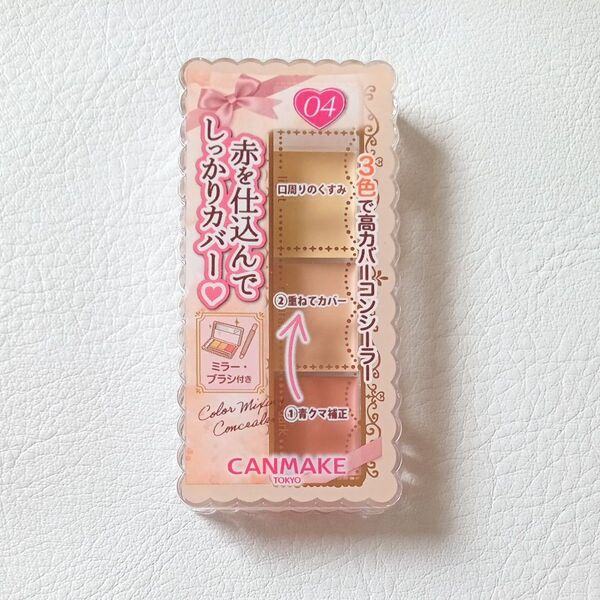 04
赤を仕込んで
しっかりカバー♥
3色で高カバーコンシーラー
口周りのくすみ
②重ねてカバー
①青クマ補正
ミラー・
ブラシ付き
Color Mixing
Concealer
CANMAKE
TOKYO